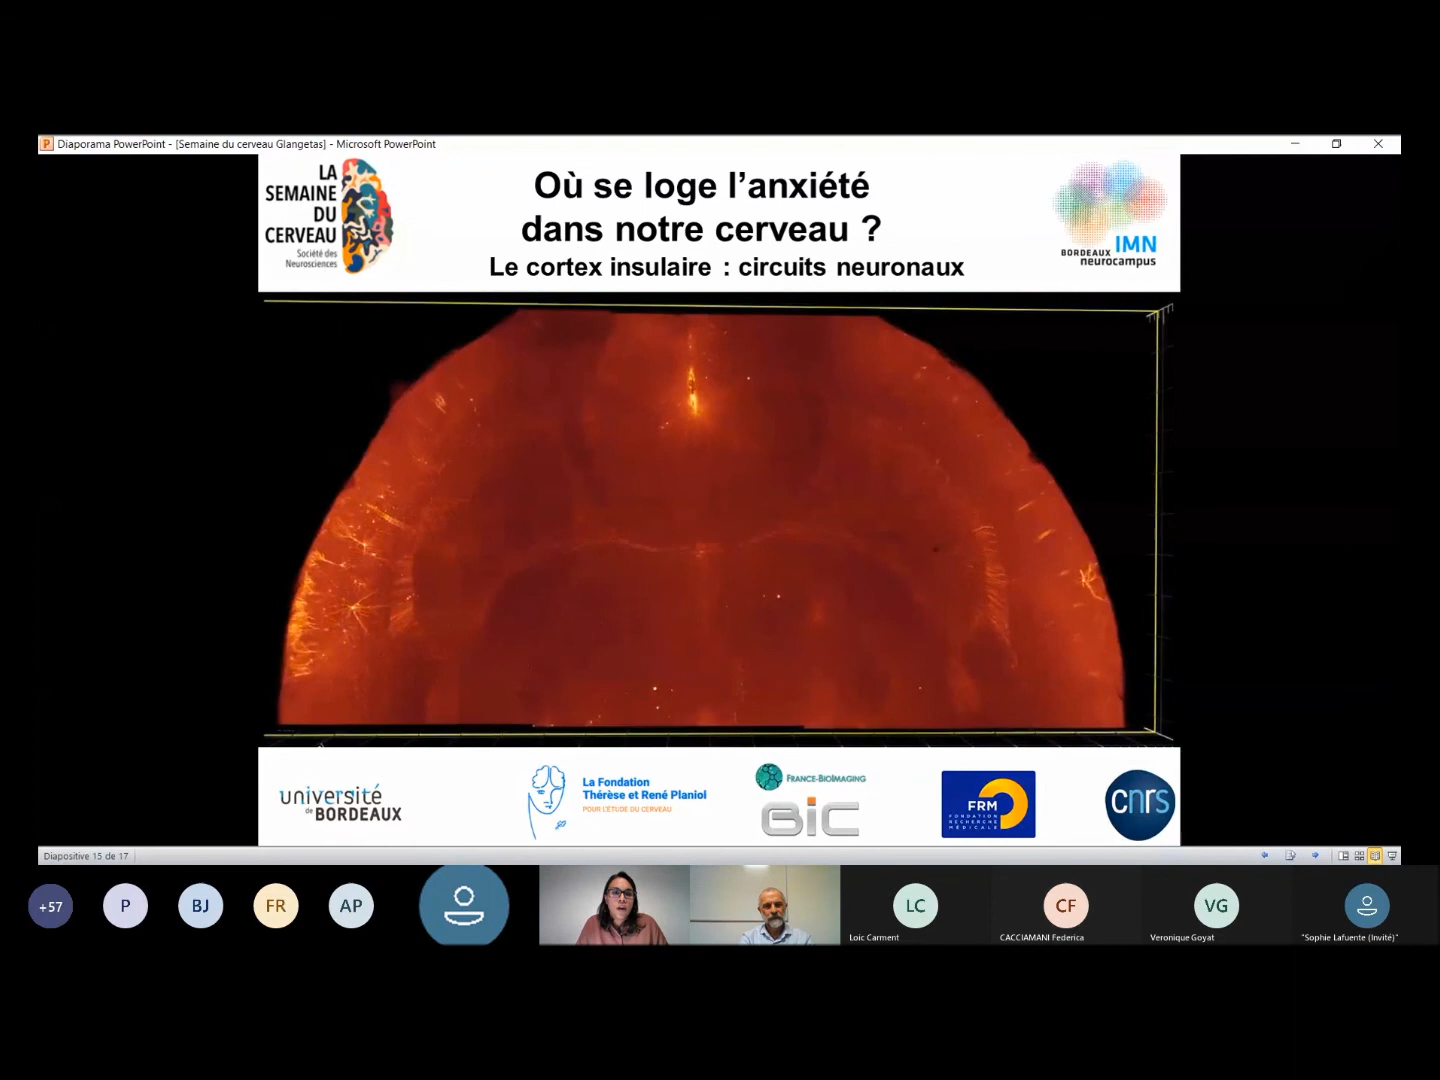 Diaporama PowerPoint - [Semaine du cerveau Glangetas] - Microsoft PowerPoint
LA
SEMAINE
DU
CERVEAU
Société des
Neurosciences
Où se loge l’anxiété
dans notre cerveau ?
Le cortex insulaire : circuits neuronaux
IMN
BORDEAUX
neurocampus
université
de BORDEAUX
La Fondation
Thérèse et René Planiol
POUR L'ÉTUDE DU CERVEAU
FRANCE-BIOIMAGING
BIC
FRM
FONDATION
RECHERCHE
MÉDICALE
cnrs
Diapositive 15 de 17
+57
P
BJ
FR
AP
LC
Loic Carment
CF
CACCIAMANI Federica
VG
Veronique Goyat
"Sophie Lafuente (Invité)"